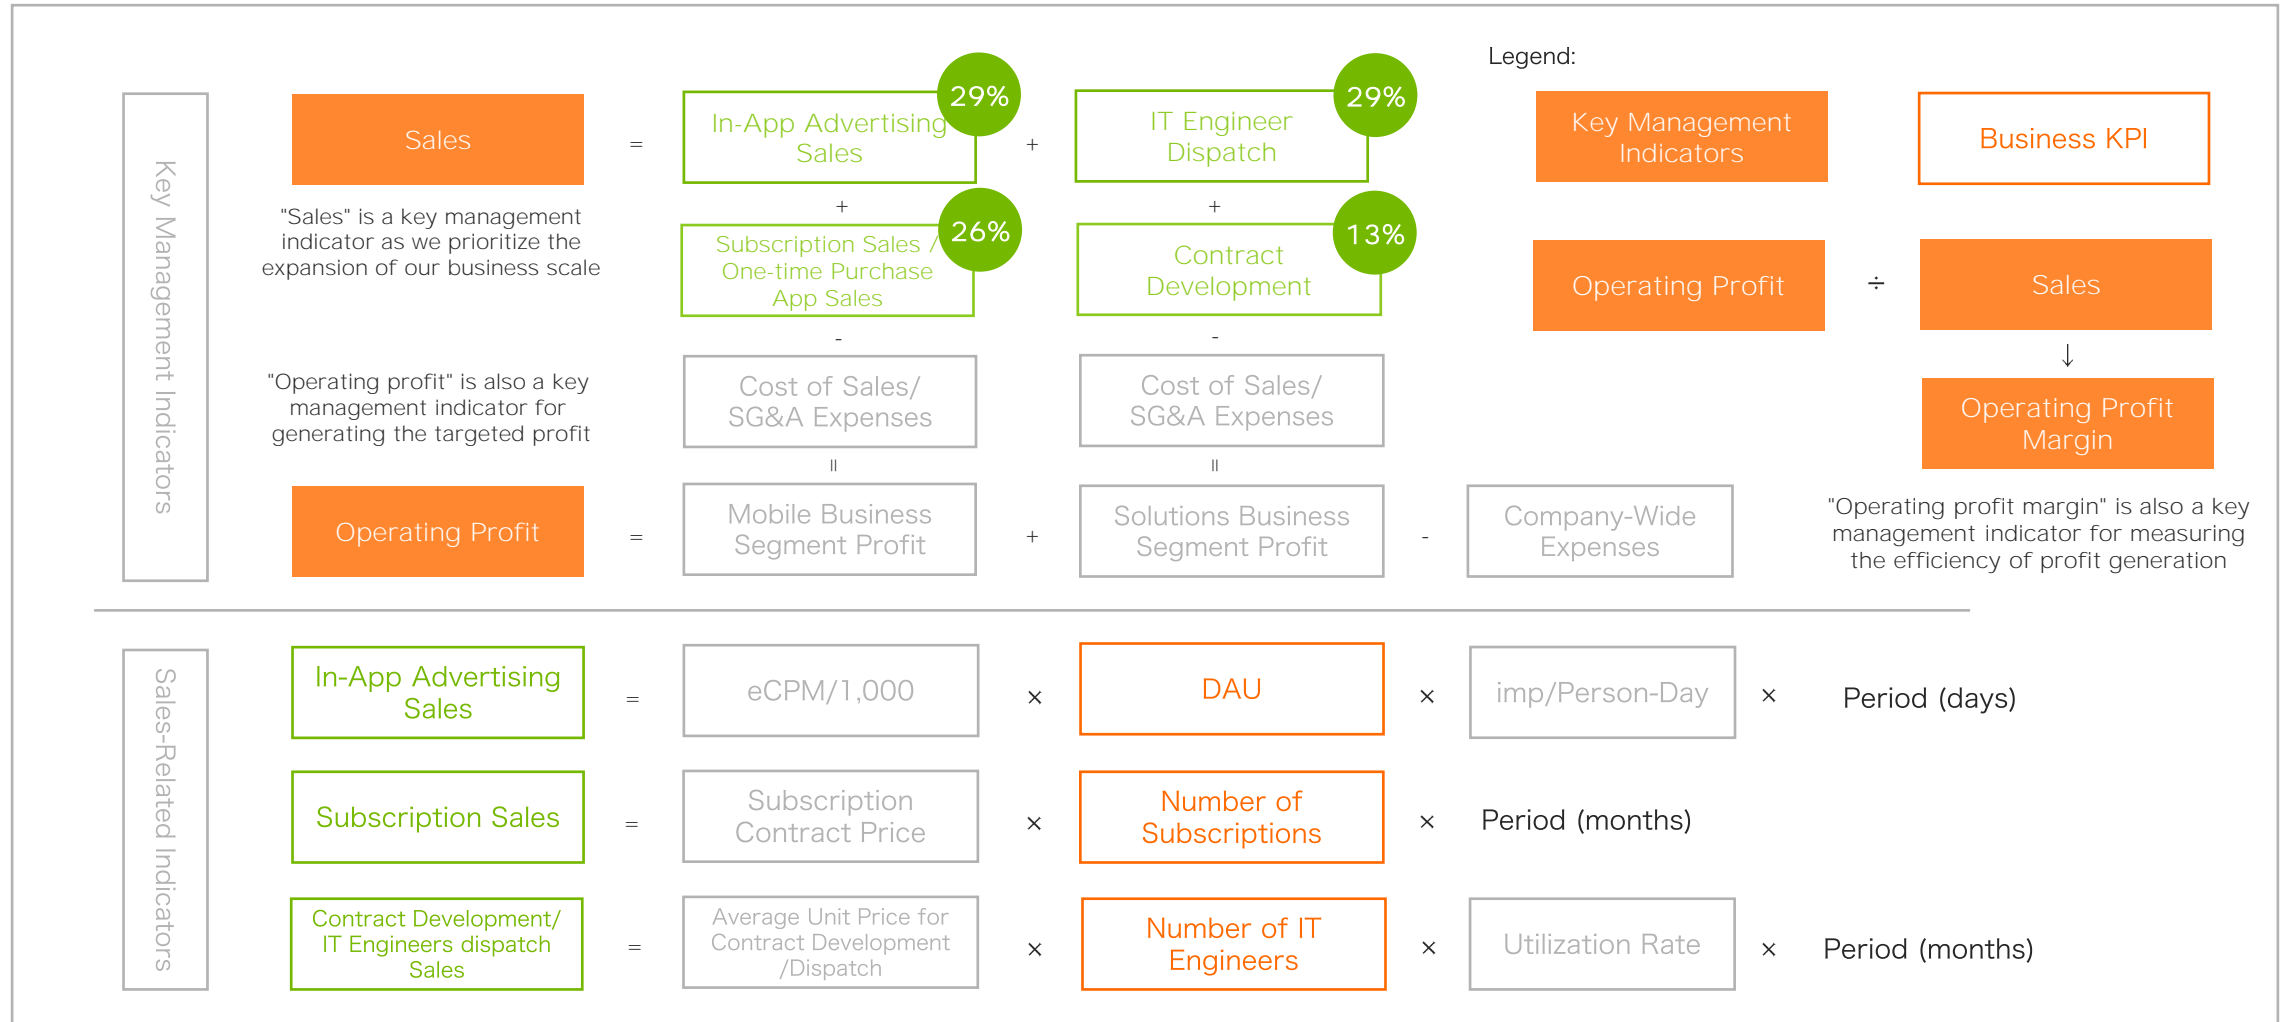 Legend:
Key Management Indicators
Sales
=
In-App Advertising
Sales
29%
+
IT Engineer
Dispatch
29%
Key Management
Indicators
Business KPI
"Sales" is a key management
indicator as we prioritize the
expansion of our business scale
+
+
Subscription Sales /
One-time Purchase
App Sales
26%
Contract
Development
13%
Operating Profit
÷
Sales
-
-
↓
"Operating profit" is also a key
management indicator for
generating the targeted profit
Cost of Sales/
SG&A Expenses
Cost of Sales/
SG&A Expenses
Operating Profit
Margin
=
=
Operating Profit
=
Mobile Business
Segment Profit
+
Solutions Business
Segment Profit
-
Company-Wide
Expenses
"Operating profit margin" is also a key
management indicator for measuring
the efficiency of profit generation
Sales-Related Indicators
In-App Advertising
Sales
=
eCPM/1,000
×
DAU
×
imp/Person-Day
×
Period (days)
Subscription Sales
=
Subscription
Contract Price
×
Number of
Subscriptions
×
Period (months)
Contract Development/
IT Engineers dispatch
Sales
=
Average Unit Price for
Contract Development
/Dispatch
×
Number of IT
Engineers
×
Utilization Rate
×
Period (months)